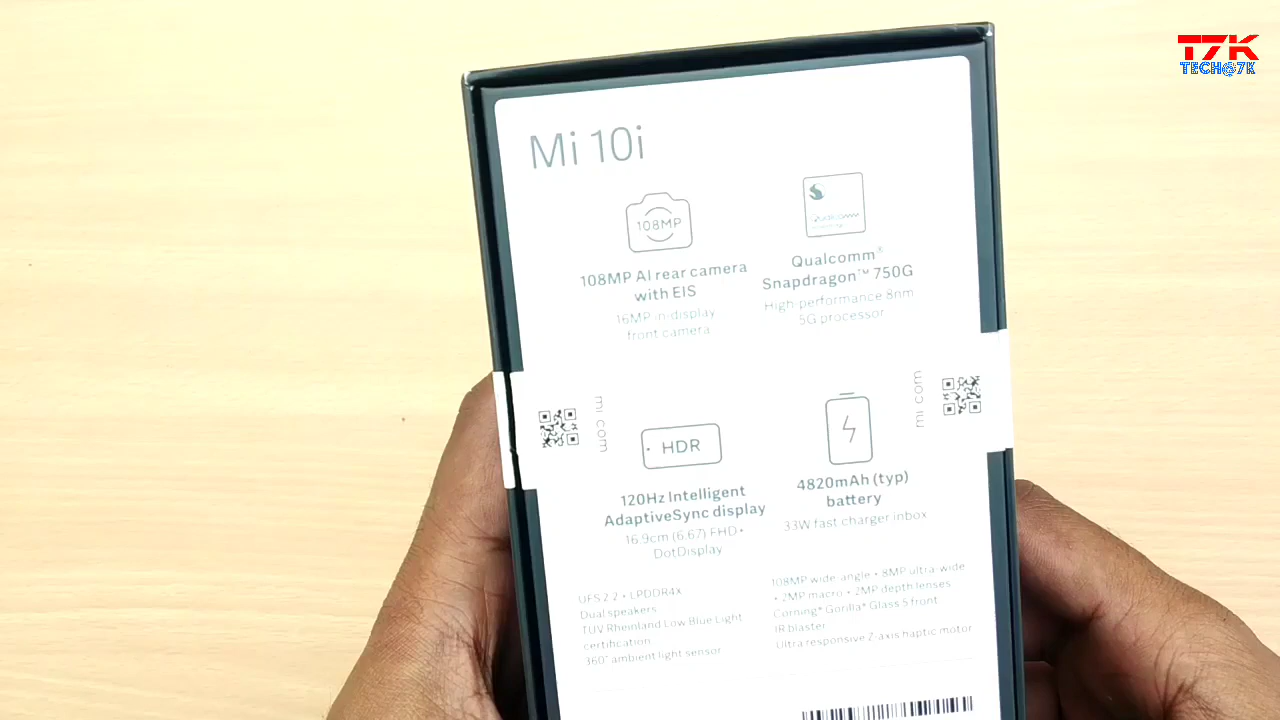 T7K
TECH@7K
Mi 10i
108MP
Qualcomm
108MP AI rear camera
with EIS
16MP in-display
front camera
Qualcomm®
Snapdragon™ 750G
High-performance 8nm
5G processor
mi.com
mi.com
HDR
120Hz Intelligent
AdaptiveSync display
16.9cm (6.67) FHD+
DotDisplay
4820mAh (typ)
battery
33W fast charger inbox
UFS 2.2 + LPDDR4X
Dual speakers
TÜV Rheinland Low Blue Light
certification
360° ambient light sensor
108MP wide-angle + 8MP ultra-wide
+ 2MP macro + 2MP depth lenses
Corning® Gorilla® Glass 5 front
IR blaster
Ultra responsive Z-axis haptic motor